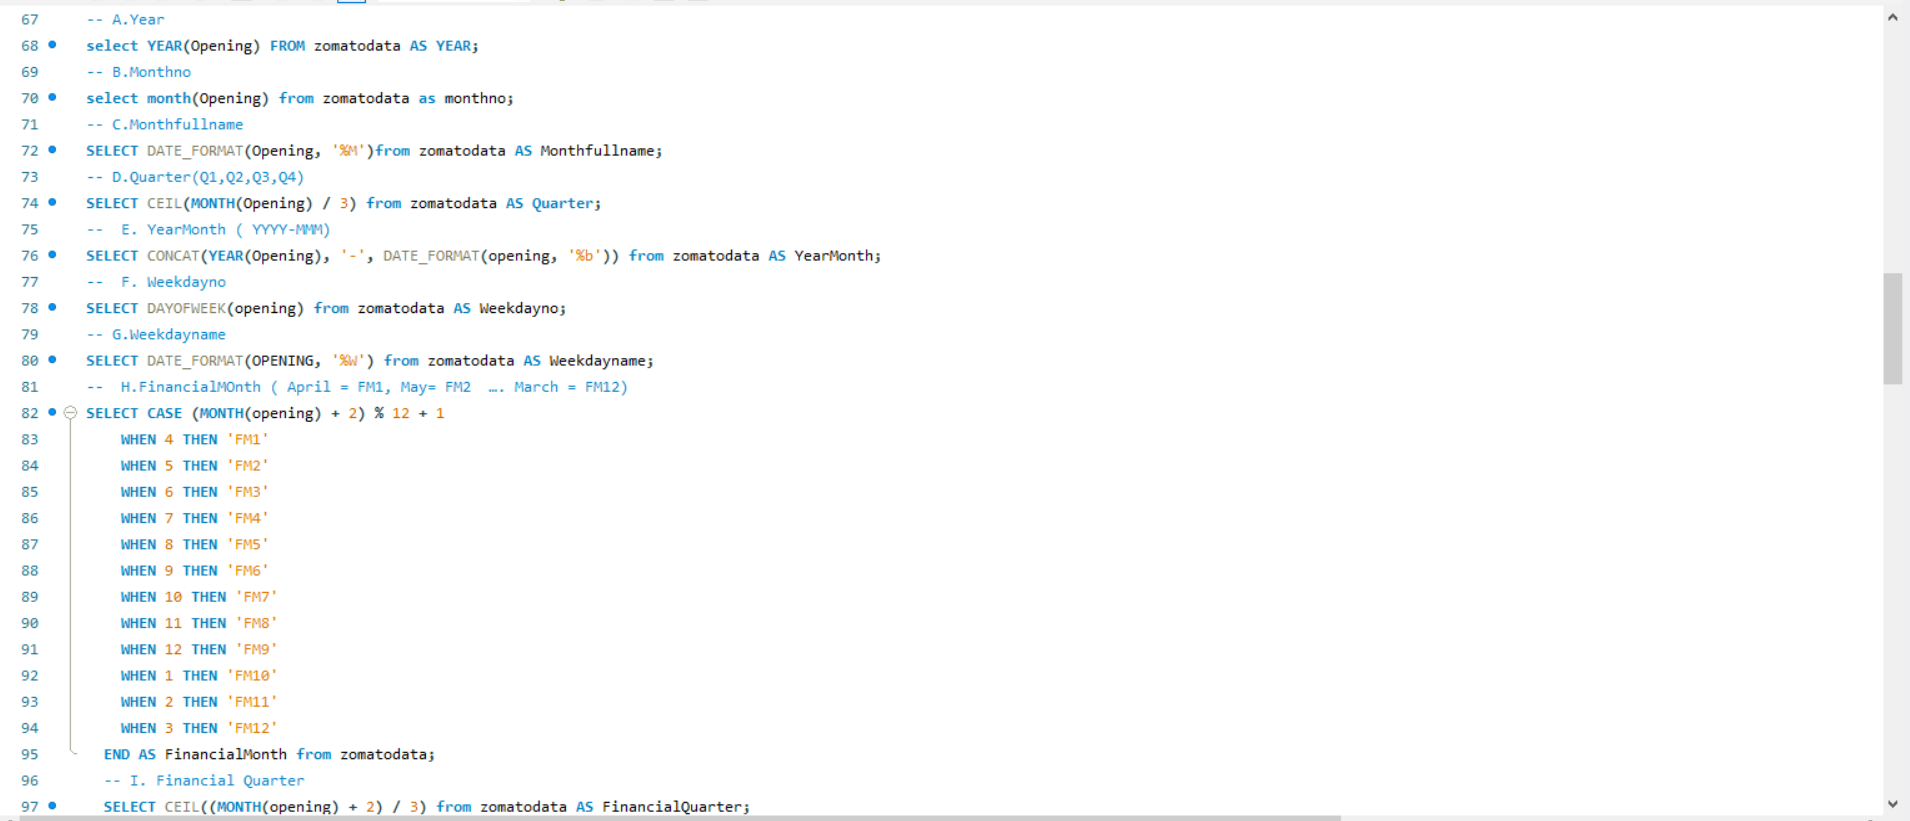 67 -- A.Year
68 select YEAR(Opening) FROM zomatodata AS YEAR;
69 -- B.Monthno
70 select month(Opening) from zomatodata as monthno;
71 -- C.Monthfullname
72 SELECT DATE_FORMAT(Opening, '%M')from zomatodata AS Monthfullname;
73 -- D.Quarter(Q1,Q2,Q3,Q4)
74 SELECT CEIL(MONTH(Opening) / 3) from zomatodata AS Quarter;
75 --  E. YearMonth ( YYYY-MMM)
76 SELECT CONCAT(YEAR(Opening), '-', DATE_FORMAT(opening, '%b')) from zomatodata AS YearMonth;
77 --  F. Weekdayno
78 SELECT DAYOFWEEK(opening) from zomatodata AS Weekdayno;
79 -- G.Weekdayname
80 SELECT DATE_FORMAT(OPENING, '%W') from zomatodata AS Weekdayname;
81 --  H.FinancialMOnth ( April = FM1, May= FM2  …. March = FM12)
82 SELECT CASE (MONTH(opening) + 2) % 12 + 1
83 WHEN 4 THEN 'FM1'
84 WHEN 5 THEN 'FM2'
85 WHEN 6 THEN 'FM3'
86 WHEN 7 THEN 'FM4'
87 WHEN 8 THEN 'FM5'
88 WHEN 9 THEN 'FM6'
89 WHEN 10 THEN 'FM7'
90 WHEN 11 THEN 'FM8'
91 WHEN 12 THEN 'FM9'
92 WHEN 1 THEN 'FM10'
93 WHEN 2 THEN 'FM11'
94 WHEN 3 THEN 'FM12'
95 END AS FinancialMonth from zomatodata;
96 -- I. Financial Quarter
97 SELECT CEIL((MONTH(opening) + 2) / 3) from zomatodata AS FinancialQuarter;